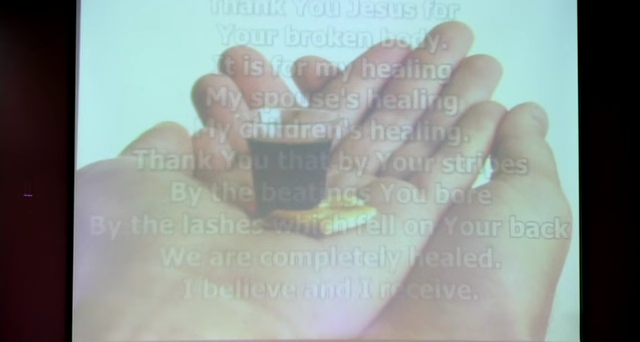 Thank You Jesus for
Your broken body.
It is for my healing
My spouse's healing,
My children's healing.
Thank You that by Your stripes
By the beatings You bore
By the lashes which fell on Your back
We are completely healed.
I believe and I receive.